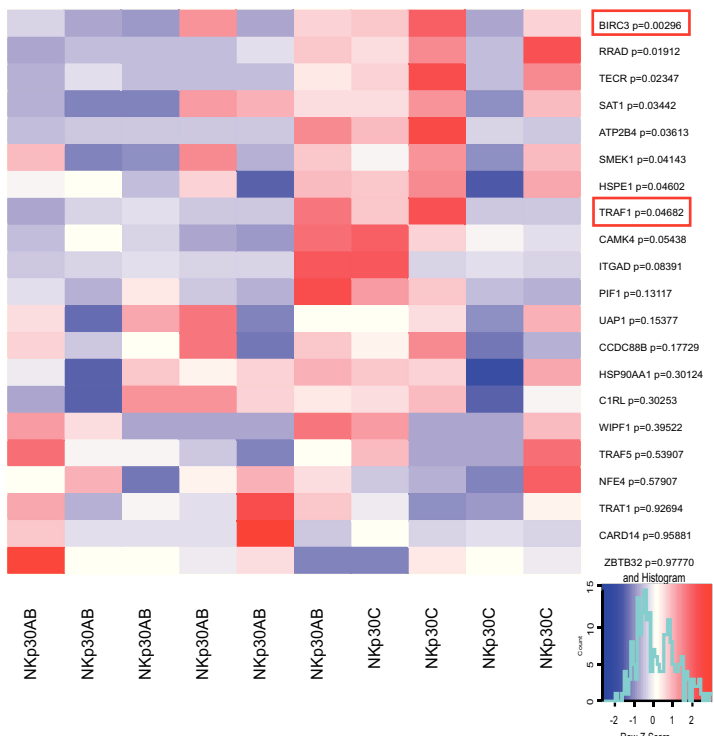 BIRC3 p=0.00296
RRAD p=0.01912
TECR p=0.02347
SAT1 p=0.03442
ATP2B4 p=0.03613
SMEK1 p=0.04143
HSPE1 p=0.04602
TRAF1 p=0.04682
CAMK4 p=0.05438
ITGAD p=0.08391
PIF1 p=0.13117
UAP1 p=0.15377
CCDC88B p=0.17729
HSP90AA1 p=0.30124
C1RL p=0.30253
WIPF1 p=0.39522
TRAF5 p=0.53907
NFE4 p=0.57907
TRAT1 p=0.92694
CARD14 p=0.95881
ZBTB32 p=0.97770
and Histogram
NKp30AB
NKp30AB
NKp30AB
NKp30AB
NKp30AB
NKp30AB
NKp30C
NKp30C
NKp30C
NKp30C
Count
15
10
5
0
-2 -1 0 1 2
Row Z-Score